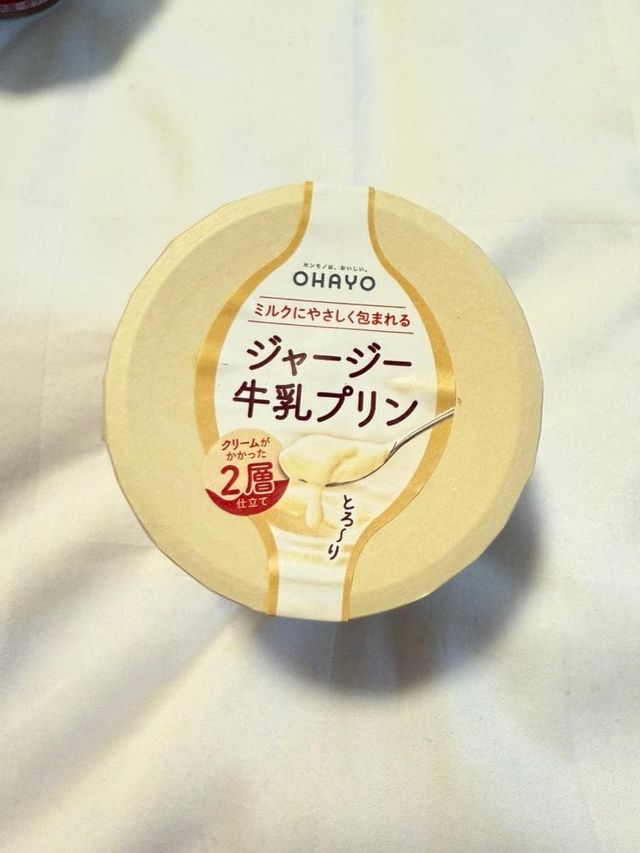 ホンモノは、おいしい。
OHAYO
ミルクにやさしく包まれる
ジャージー
牛乳プリン
クリームが
かかった
2層
仕立て
とろ〜り